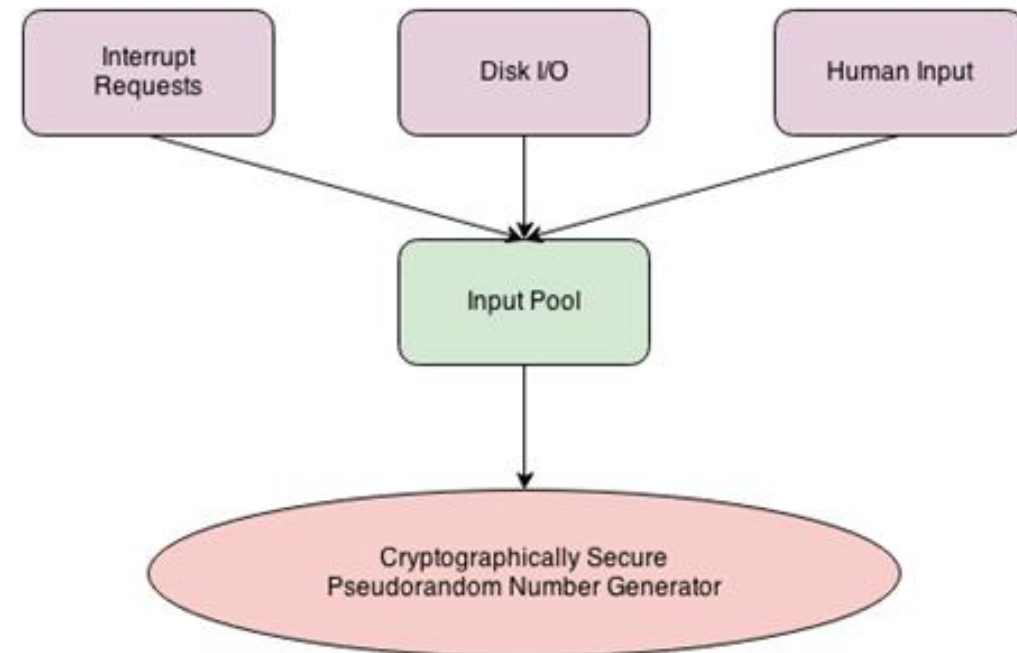 Interrupt
Requests
Disk I/O
Human Input
Input Pool
Cryptographically Secure
Pseudorandom Number Generator